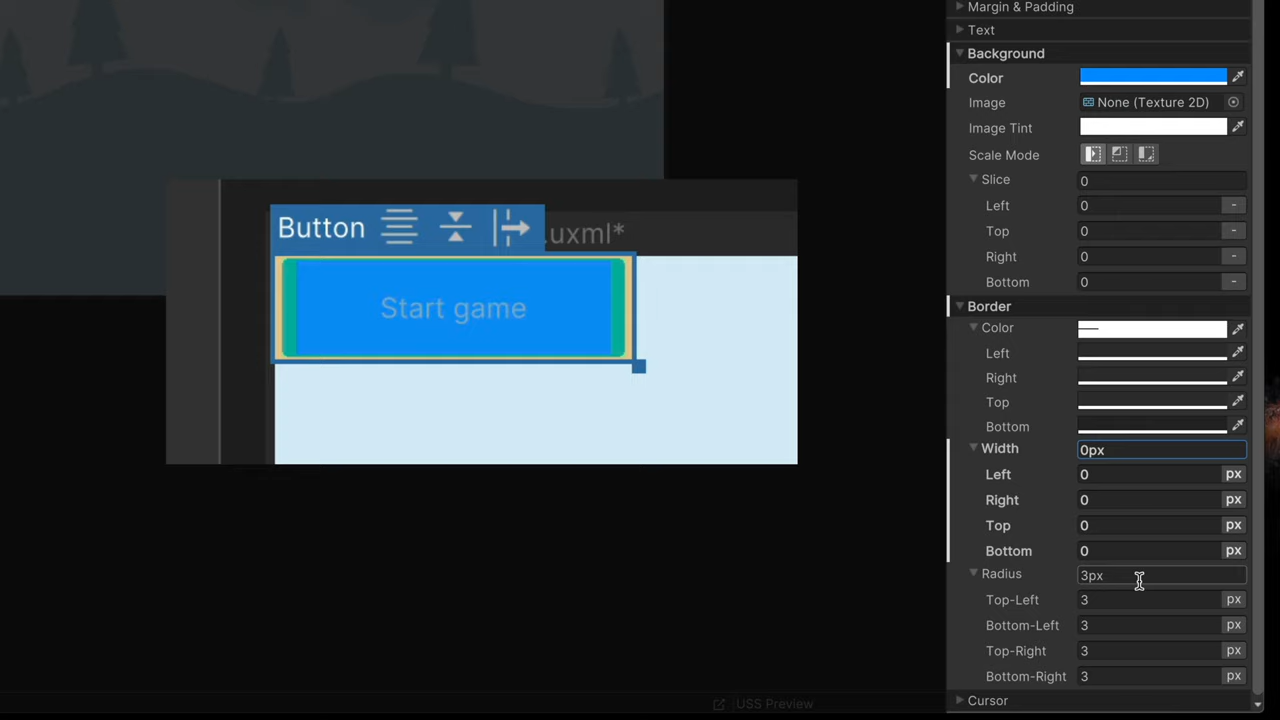 Margin & Padding
Text
Background
Color
Image None (Texture 2D)
Image Tint
Scale Mode
Slice 0
Left 0 -
Top 0 -
Right 0 -
Bottom 0 -
Border
Color
Left
Right
Top
Bottom
Width 0px
Left 0 px
Right 0 px
Top 0 px
Bottom 0 px
Radius 3px
Top-Left 3 px
Bottom-Left 3 px
Top-Right 3 px
Bottom-Right 3 px
Cursor
Button
.uxml*
Start game
USS Preview